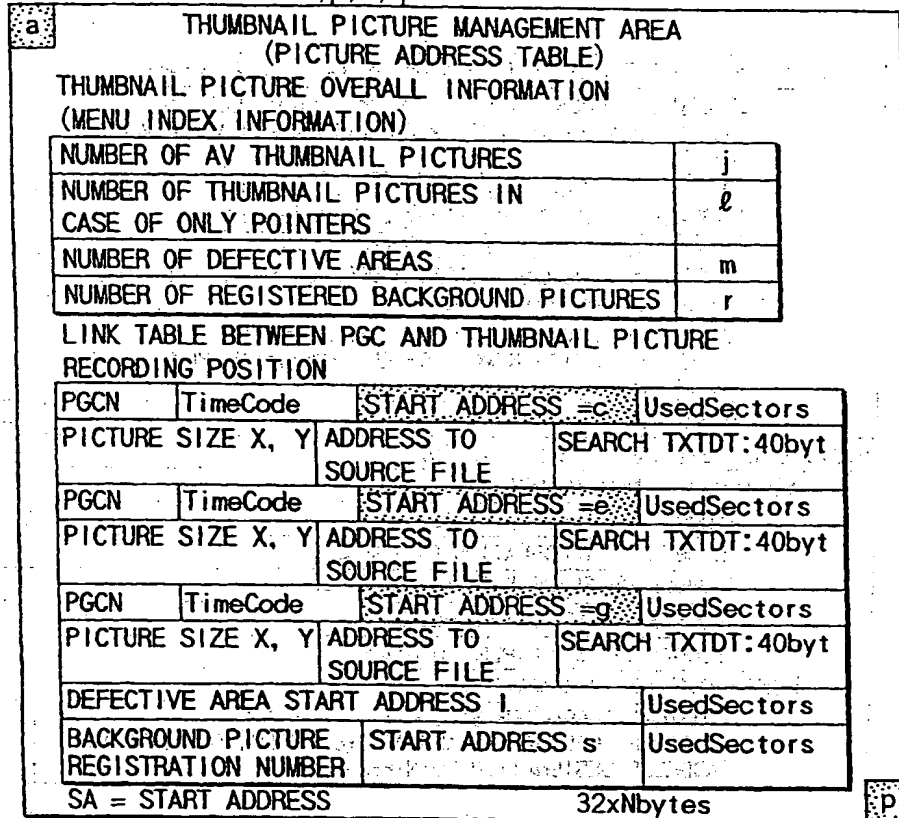 a
THUMBNAIL PICTURE MANAGEMENT AREA
(PICTURE ADDRESS TABLE)
THUMBNAIL PICTURE OVERALL INFORMATION
(MENU INDEX INFORMATION)
NUMBER OF AV THUMBNAIL PICTURES j
NUMBER OF THUMBNAIL PICTURES IN ℓ
CASE OF ONLY POINTERS
NUMBER OF DEFECTIVE AREAS m
NUMBER OF REGISTERED BACKGROUND PICTURES r
LINK TABLE BETWEEN PGC AND THUMBNAIL PICTURE
RECORDING POSITION
PGCN TimeCode START ADDRESS =c UsedSectors
PICTURE SIZE X, Y ADDRESS TO SEARCH TXTDT:40byt
SOURCE FILE
PGCN TimeCode START ADDRESS =e UsedSectors
PICTURE SIZE X, Y ADDRESS TO SEARCH TXTDT:40byt
SOURCE FILE
PGCN TimeCode START ADDRESS =g UsedSectors
PICTURE SIZE X, Y ADDRESS TO SEARCH TXTDT:40byt
SOURCE FILE
DEFECTIVE AREA START ADDRESS i UsedSectors
BACKGROUND PICTURE START ADDRESS s UsedSectors
REGISTRATION NUMBER
SA = START ADDRESS 32xNbytes p